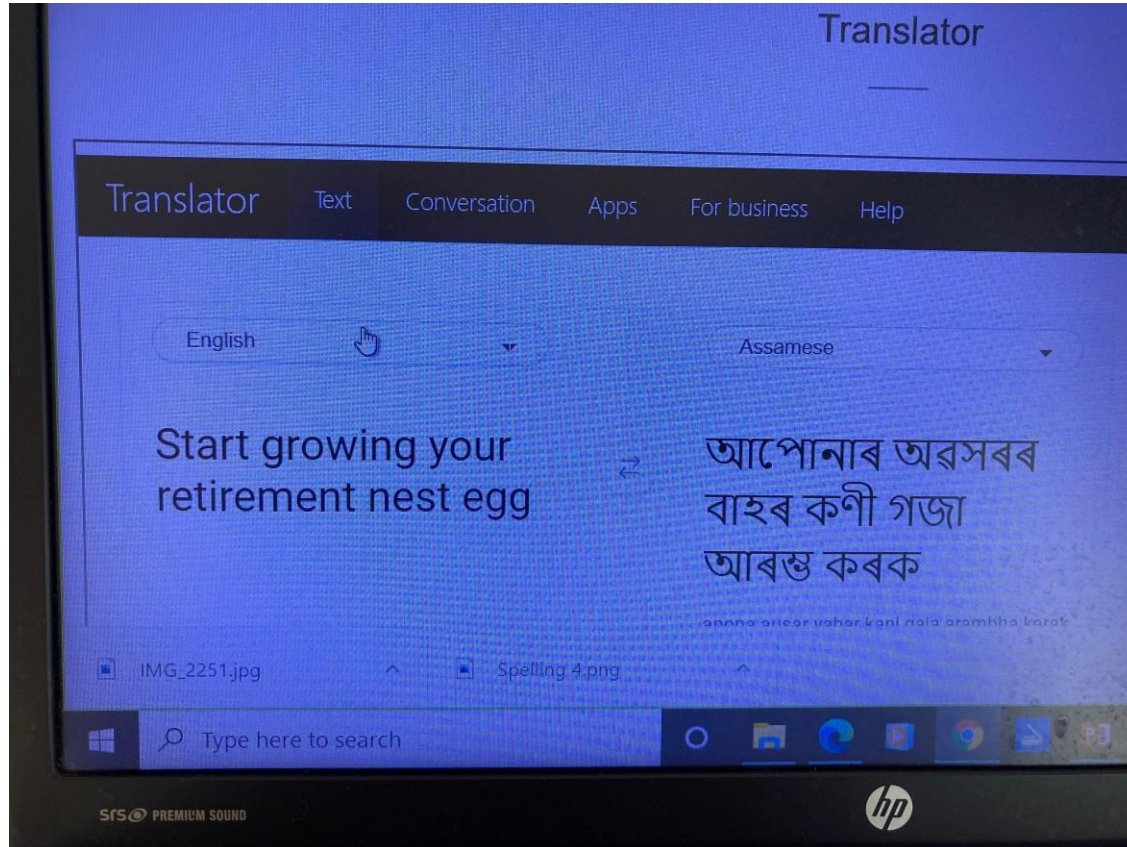 Translator
Translator Text Conversation Apps For business Help
English
Assamese
Start growing your
retirement nest egg
আপোনাৰ অৱসৰৰ
বাহৰ কণী গজা
আৰম্ভ কৰক
IMG_2251.jpg
Spelling 4.png
Type here to search
SRS PREMIUM SOUND
hp